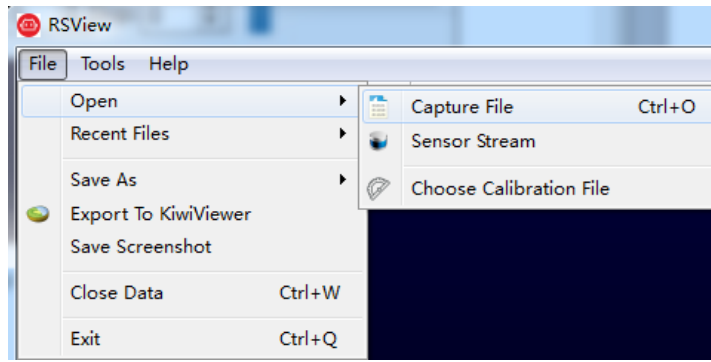 RSView
File Tools Help
Open
Capture File Ctrl+O
Recent Files
Sensor Stream
Save As
Choose Calibration File
Export To KiwiViewer
Save Screenshot
Close Data Ctrl+W
Exit Ctrl+Q